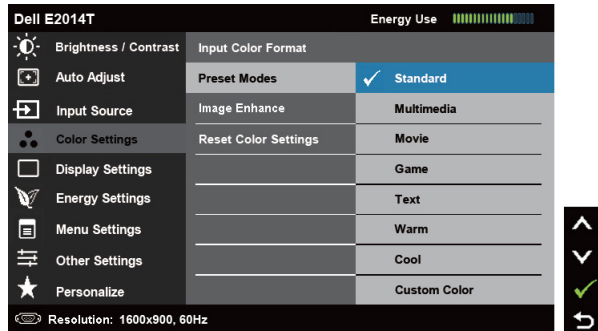 Dell E2014T Energy Use
Brightness / Contrast Input Color Format
Auto Adjust Preset Modes Standard
Input Source Image Enhance Multimedia
Color Settings Reset Color Settings Movie
Display Settings Game
Energy Settings Text
Menu Settings Warm
Other Settings Cool
Personalize Custom Color
Resolution: 1600x900, 60Hz